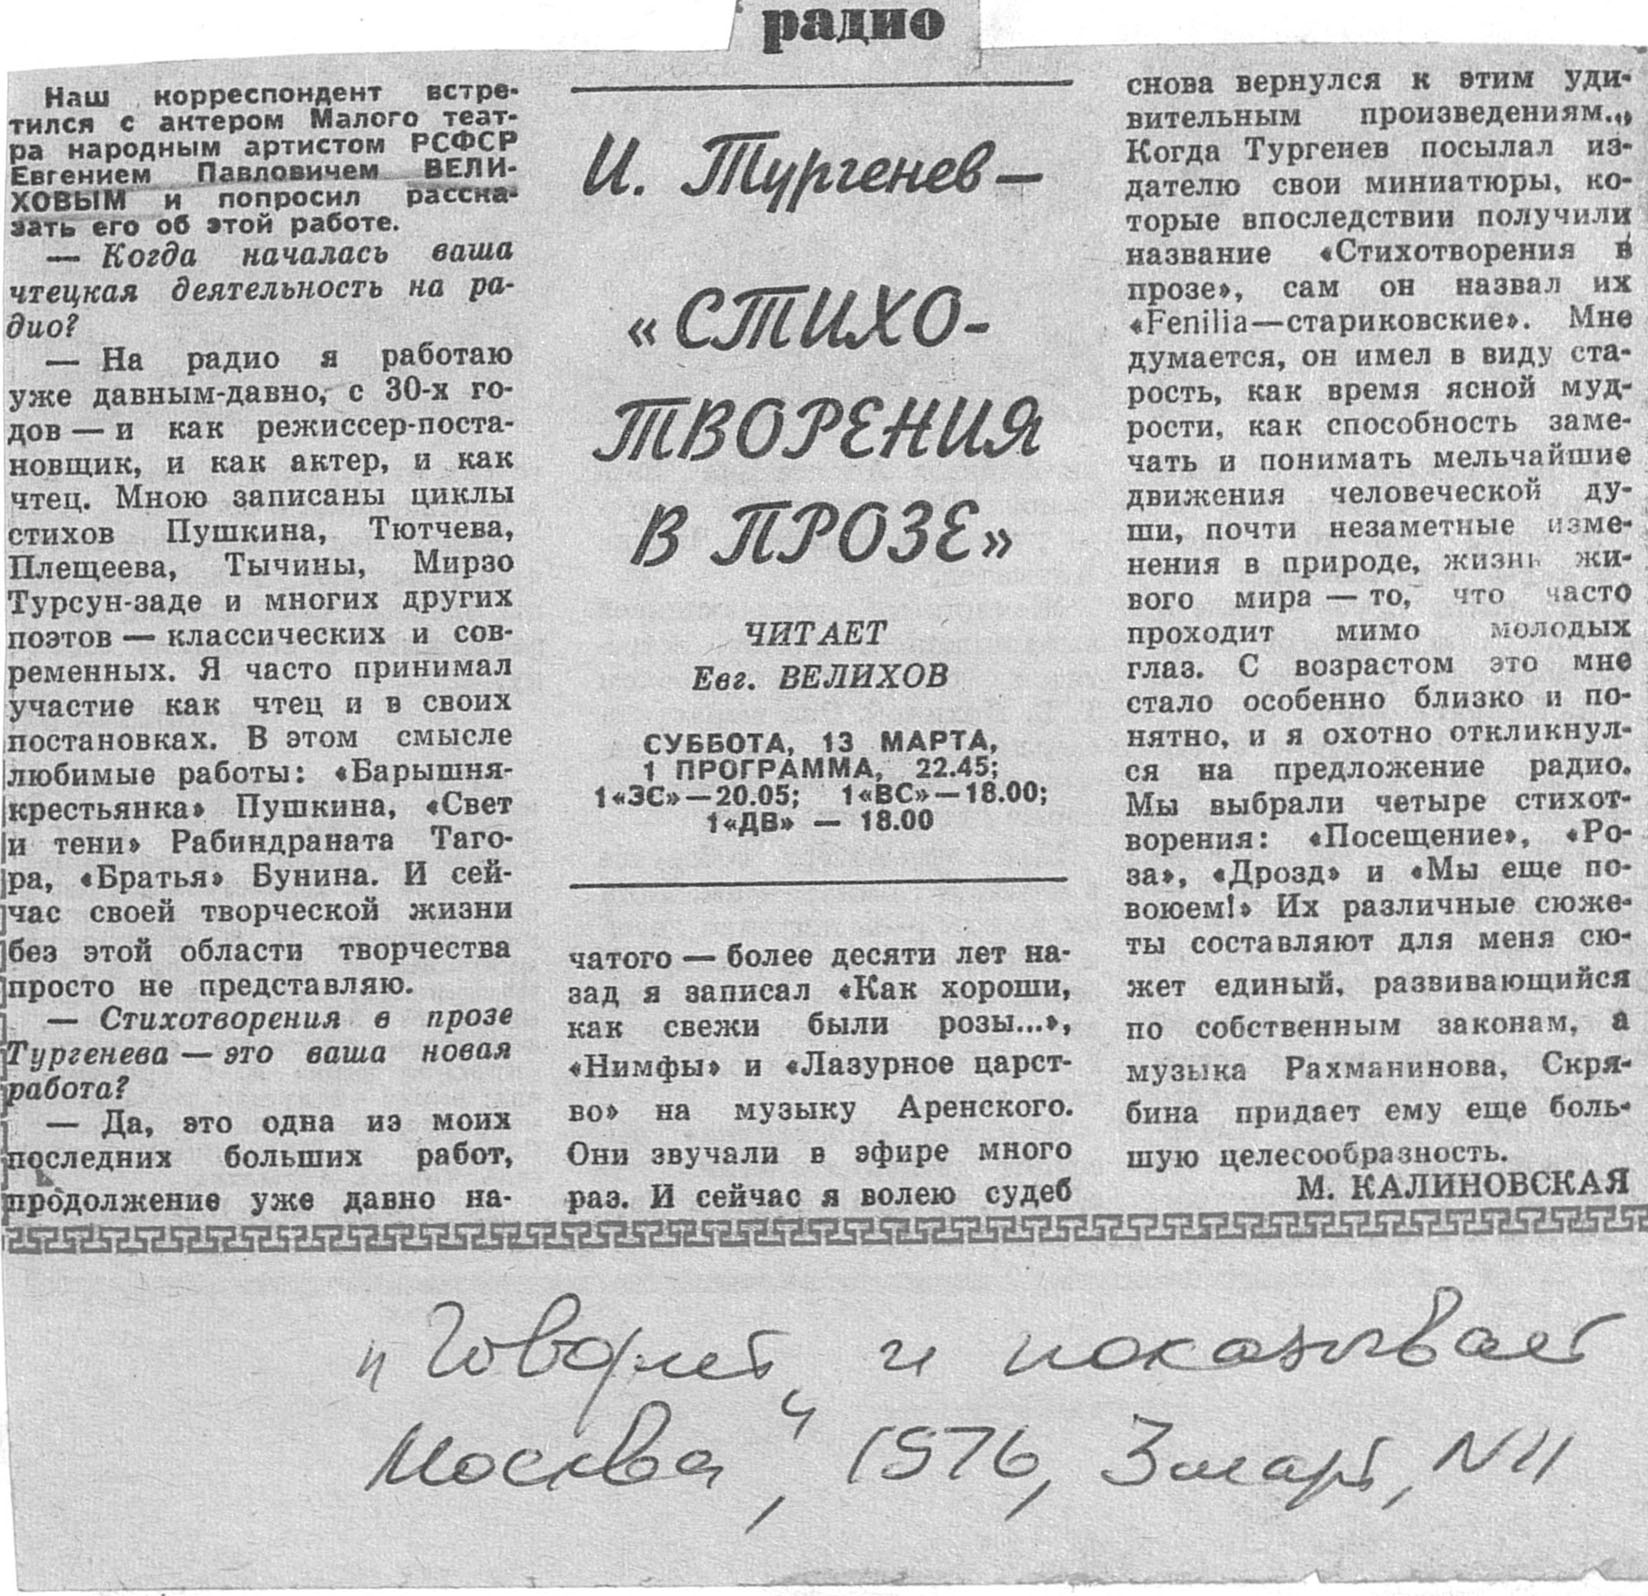 радио
Наш корреспондент встре-
тился с актером Малого теат-
ра народным артистом РСФСР
Евгением Павловичем ВЕЛИ-
ХОВЫМ и попросил расска-
зать его об этой работе.
— Когда началась ваша
чтецкая деятельность на ра-
дио?
— На радио я работаю
уже давным-давно, с 30-х го-
дов — и как режиссер-поста-
новщик, и как актер, и как
чтец. Мною записаны циклы
стихов Пушкина, Тютчева,
Плещеева, Тычины, Мирзо
Турсун-заде и многих других
поэтов — классических и сов-
ременных. Я часто принимал
участие как чтец и в своих
постановках. В этом смысле
любимые работы: «Барышня-
крестьянка» Пушкина, «Свет
и тени» Рабиндраната Таго-
ра, «Братья» Бунина. И сей-
час своей творческой жизни
без этой области творчества
просто не представляю.
— Стихотворения в прозе
Тургенева — это ваша новая
работа?
— Да, это одна из моих
последних больших работ,
продолжение уже давно на-
И. Тургенев —
«СТИХО-
ТВОРЕНИЯ
В ПРОЗЕ»
ЧИТАЕТ
Евг. ВЕЛИХОВ
СУББОТА, 13 МАРТА,
1 ПРОГРАММА, 22.45;
1«ЗС»—20.05; 1«ВС»—18.00;
1«ДВ» — 18.00
чатого — более десяти лет на-
зад я записал «Как хороши,
как свежи были розы...»,
«Нимфы» и «Лазурное царст-
во» на музыку Аренского.
Они звучали в эфире много
раз. И сейчас я волею судеб
снова вернулся к этим уди-
вительным произведениям...
Когда Тургенев посылал из-
дателю свои миниатюры, ко-
торые впоследствии получили
название «Стихотворения в
прозе», сам он назвал их
«Fenilia—стариковские». Мне
думается, он имел в виду ста-
рость, как время ясной муд-
рости, как способность заме-
чать и понимать мельчайшие
движения человеческой ду-
ши, почти незаметные изме-
нения в природе, жизнь жи-
вого мира — то, что часто
проходит мимо молодых
глаз. С возрастом это мне
стало особенно близко и по-
нятно, и я охотно откликнул-
ся на предложение радио.
Мы выбрали четыре стихот-
ворения: «Посещение», «Ро-
за», «Дрозд» и «Мы еще по-
воюем!» Их различные сюже-
ты составляют для меня сю-
жет единый, развивающийся
по собственным законам, а
музыка Рахманинова, Скря-
бина придает ему еще боль-
шую целесообразность.
М. КАЛИНОВСКАЯ
„Говорит и показывает
Москва", 1976, 3 март, N 11